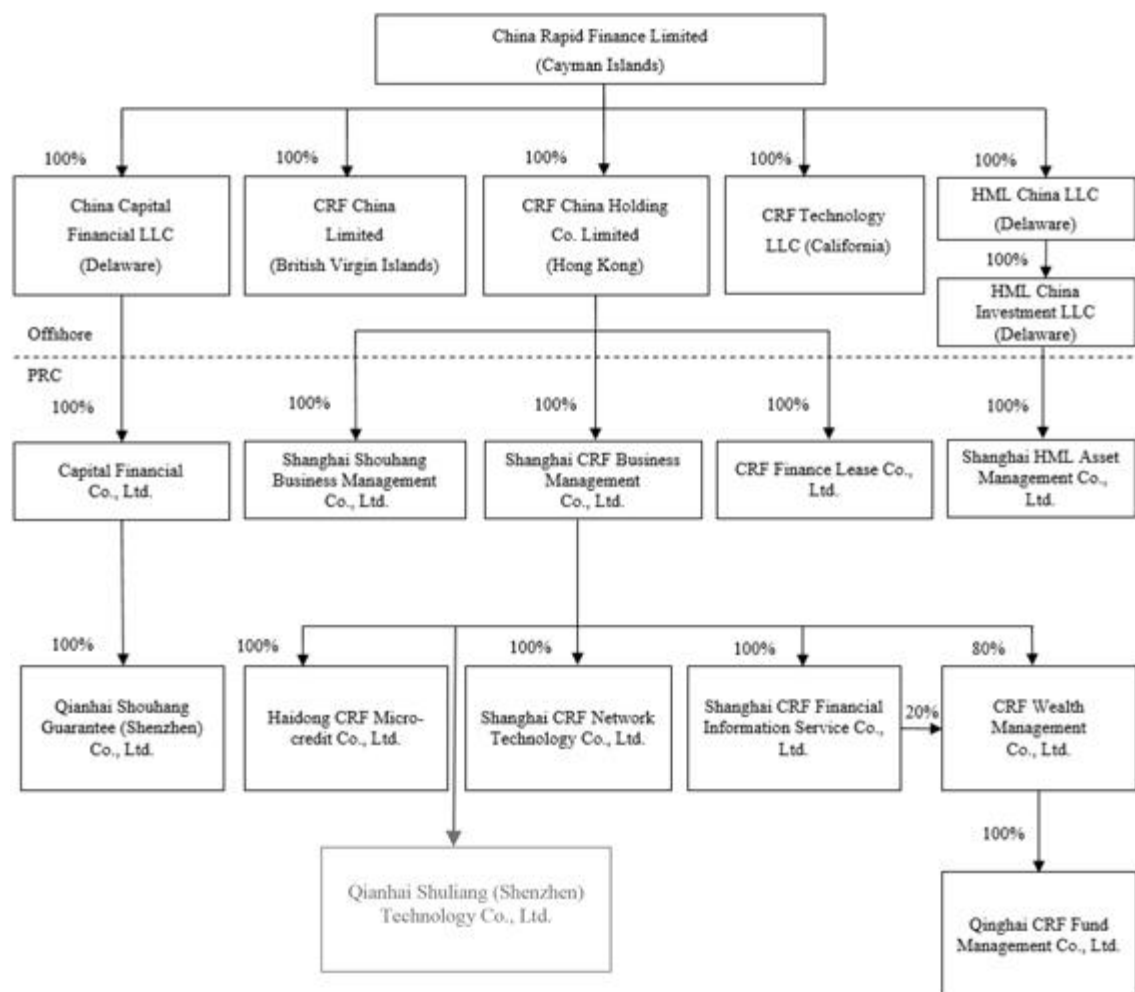 China Rapid Finance Limited
(Cayman Islands)
100%
100%
100%
100%
100%
China Capital
Financial LLC
(Delaware)
CRF China
Limited
(British Virgin Islands)
CRF China Holding
Co. Limited
(Hong Kong)
CRF Technology
LLC (California)
HML China LLC
(Delaware)
100%
HML China
Investment LLC
(Delaware)
Offshore
PRC
100%
100%
100%
100%
100%
Capital Financial
Co., Ltd.
Shanghai Shouhang
Business Management
Co., Ltd.
Shanghai CRF Business
Management
Co., Ltd.
CRF Finance Lease Co.,
Ltd.
Shanghai HML Asset
Management Co.,
Ltd.
100%
100%
100%
100%
80%
Qianhai Shouhang
Guarantee (Shenzhen)
Co., Ltd.
Haidong CRF Micro-
credit Co., Ltd.
Shanghai CRF Network
Technology Co., Ltd.
Shanghai CRF Financial
Information Service Co.,
Ltd.
20%
CRF Wealth
Management
Co., Ltd.
100%
Qianhai Shuliang (Shenzhen)
Technology Co., Ltd.
Qinghai CRF Fund
Management Co., Ltd.